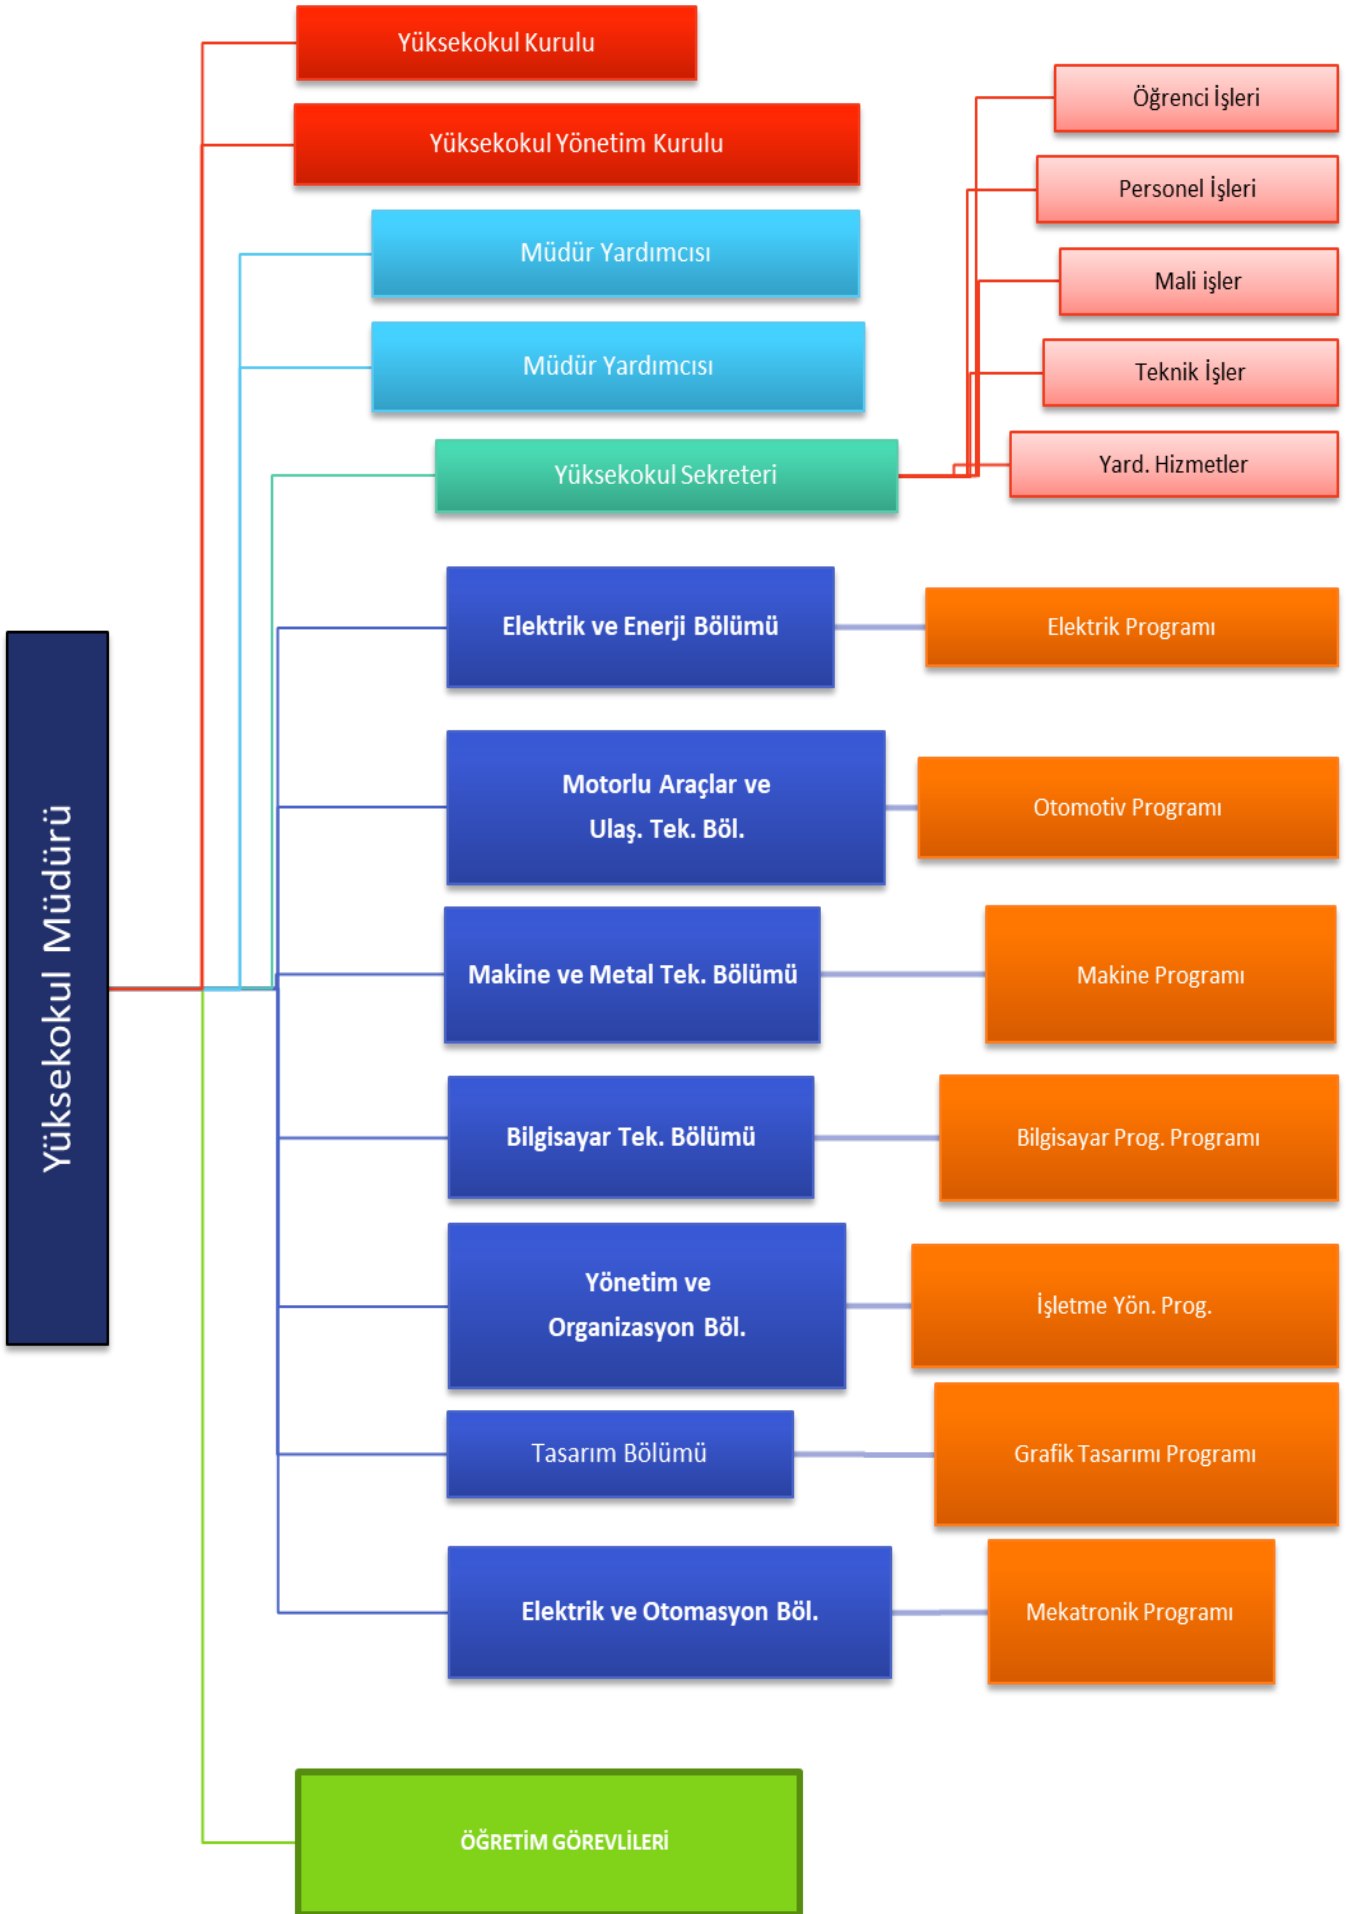 Yüksekokul Müdürü
Yüksekokul Kurulu
Yüksekokul Yönetim Kurulu
Müdür Yardımcısı
Müdür Yardımcısı
Yüksekokul Sekreteri
Öğrenci İşleri
Personel İşleri
Mali işler
Teknik İşler
Yard. Hizmetler
Elektrik ve Enerji Bölümü
Elektrik Programı
Motorlu Araçlar ve
Ulaş. Tek. Böl.
Otomotiv Programı
Makine ve Metal Tek. Bölümü
Makine Programı
Bilgisayar Tek. Bölümü
Bilgisayar Prog. Programı
Yönetim ve
Organizasyon Böl.
İşletme Yön. Prog.
Tasarım Bölümü
Grafik Tasarımı Programı
Elektrik ve Otomasyon Böl.
Mekatronik Programı
ÖĞRETİM GÖREVLİLERİ